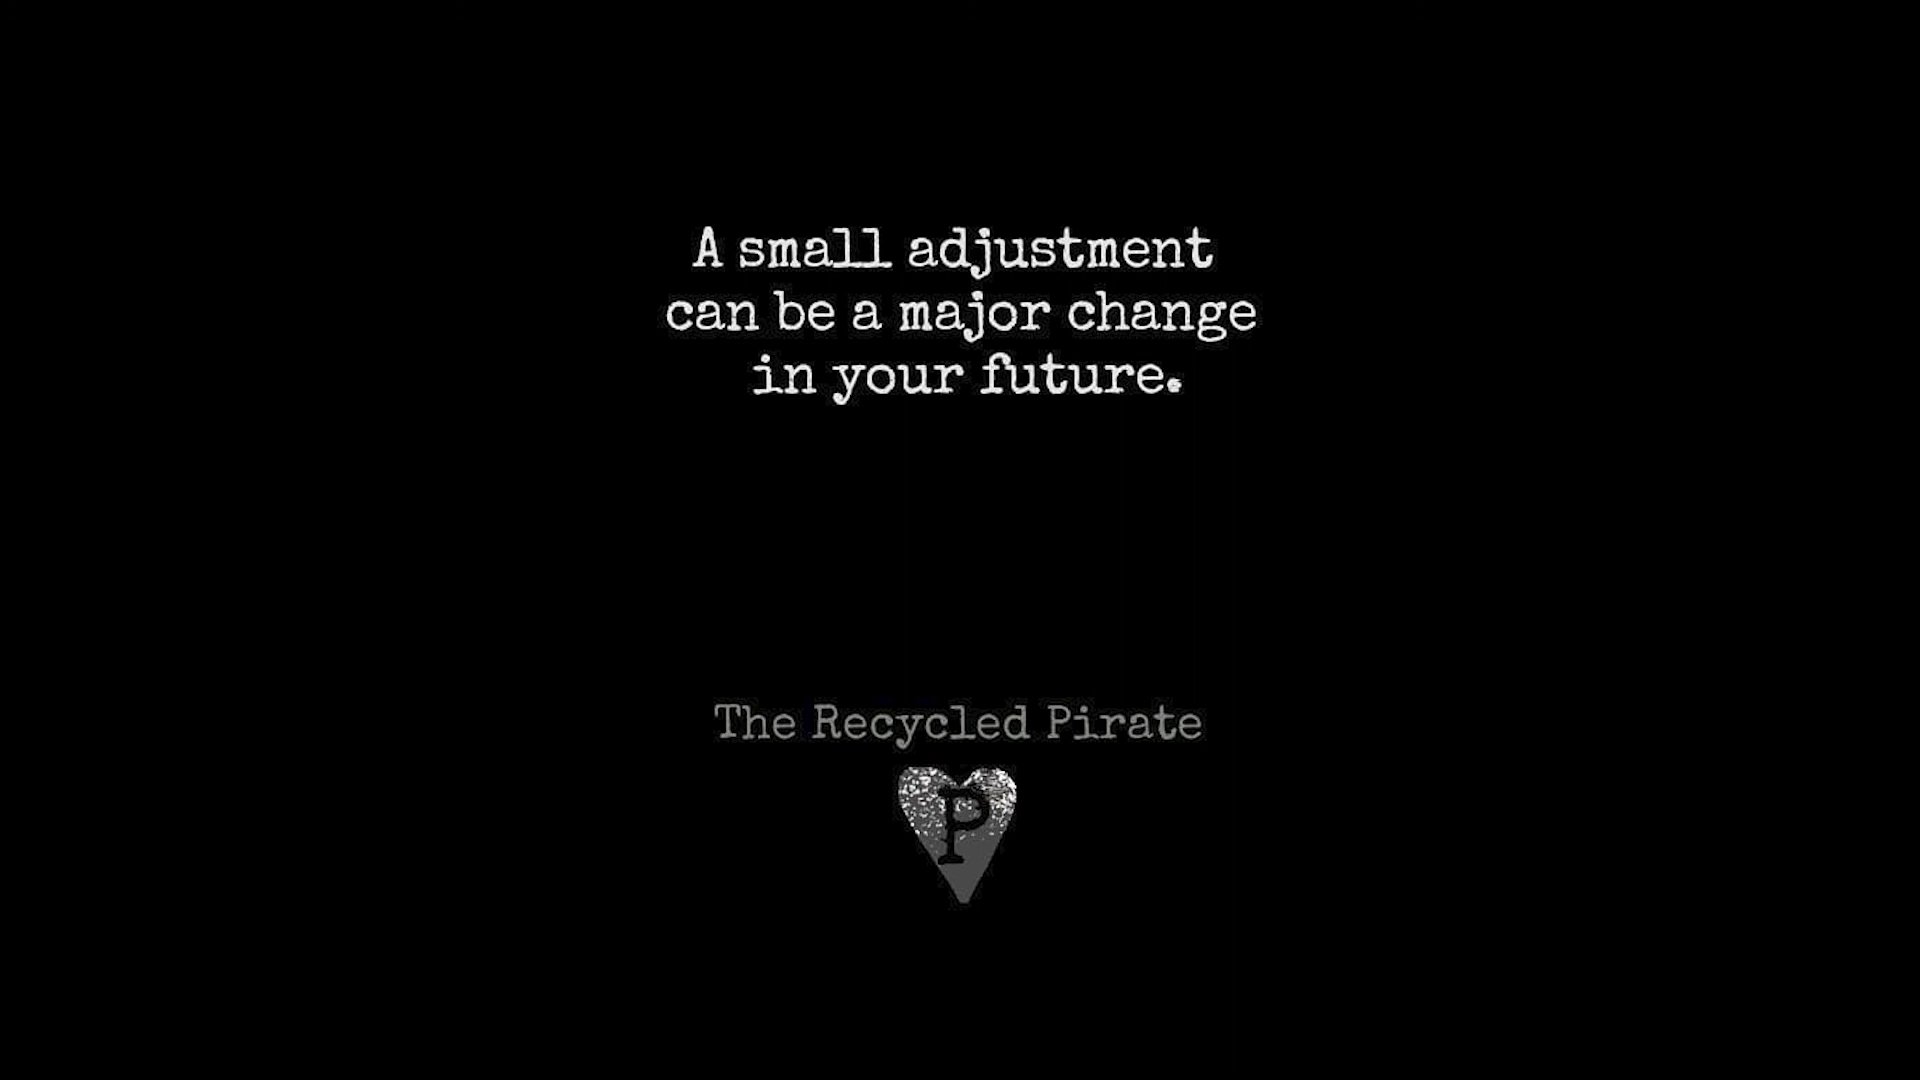 A small adjustment
can be a major change
in your future.
The Recycled Pirate
P